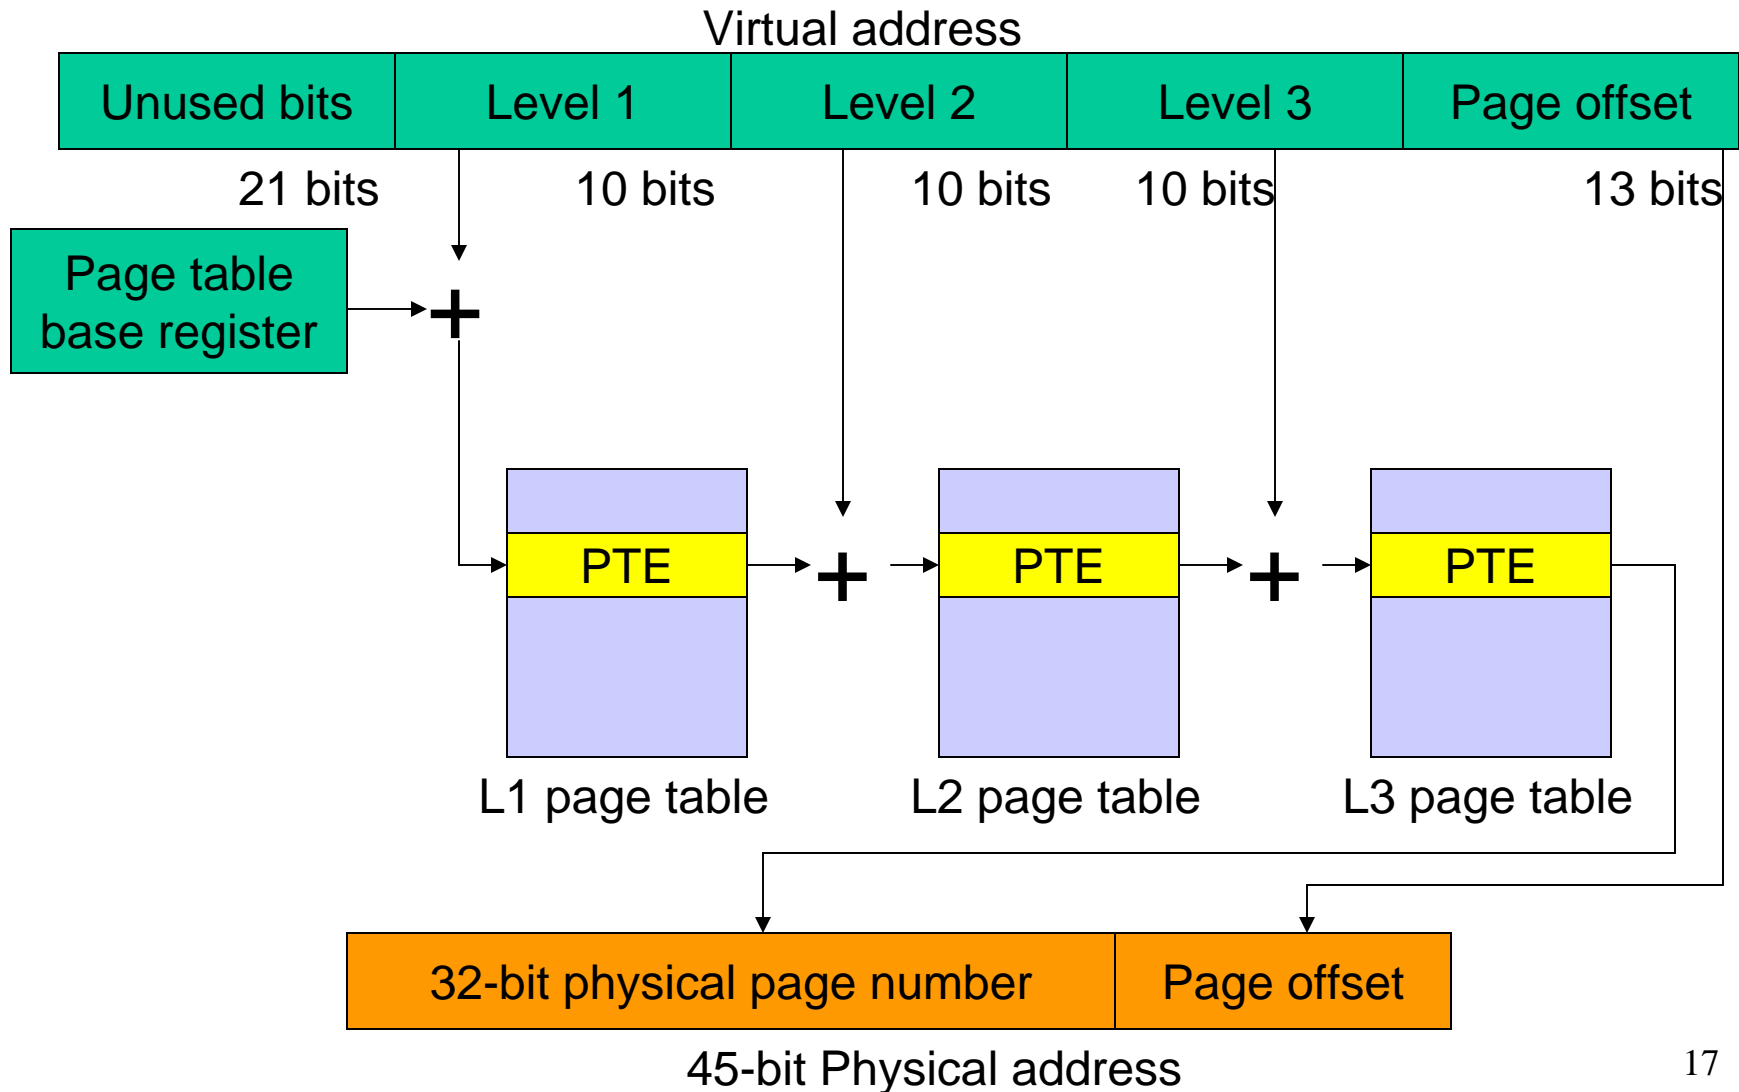 Virtual address
Unused bits
Level 1
Level 2
Level 3
Page offset
21 bits
10 bits
10 bits
10 bits
13 bits
Page table
base register
+
PTE
+
PTE
+
PTE
L1 page table
L2 page table
L3 page table
32-bit physical page number
Page offset
45-bit Physical address
17